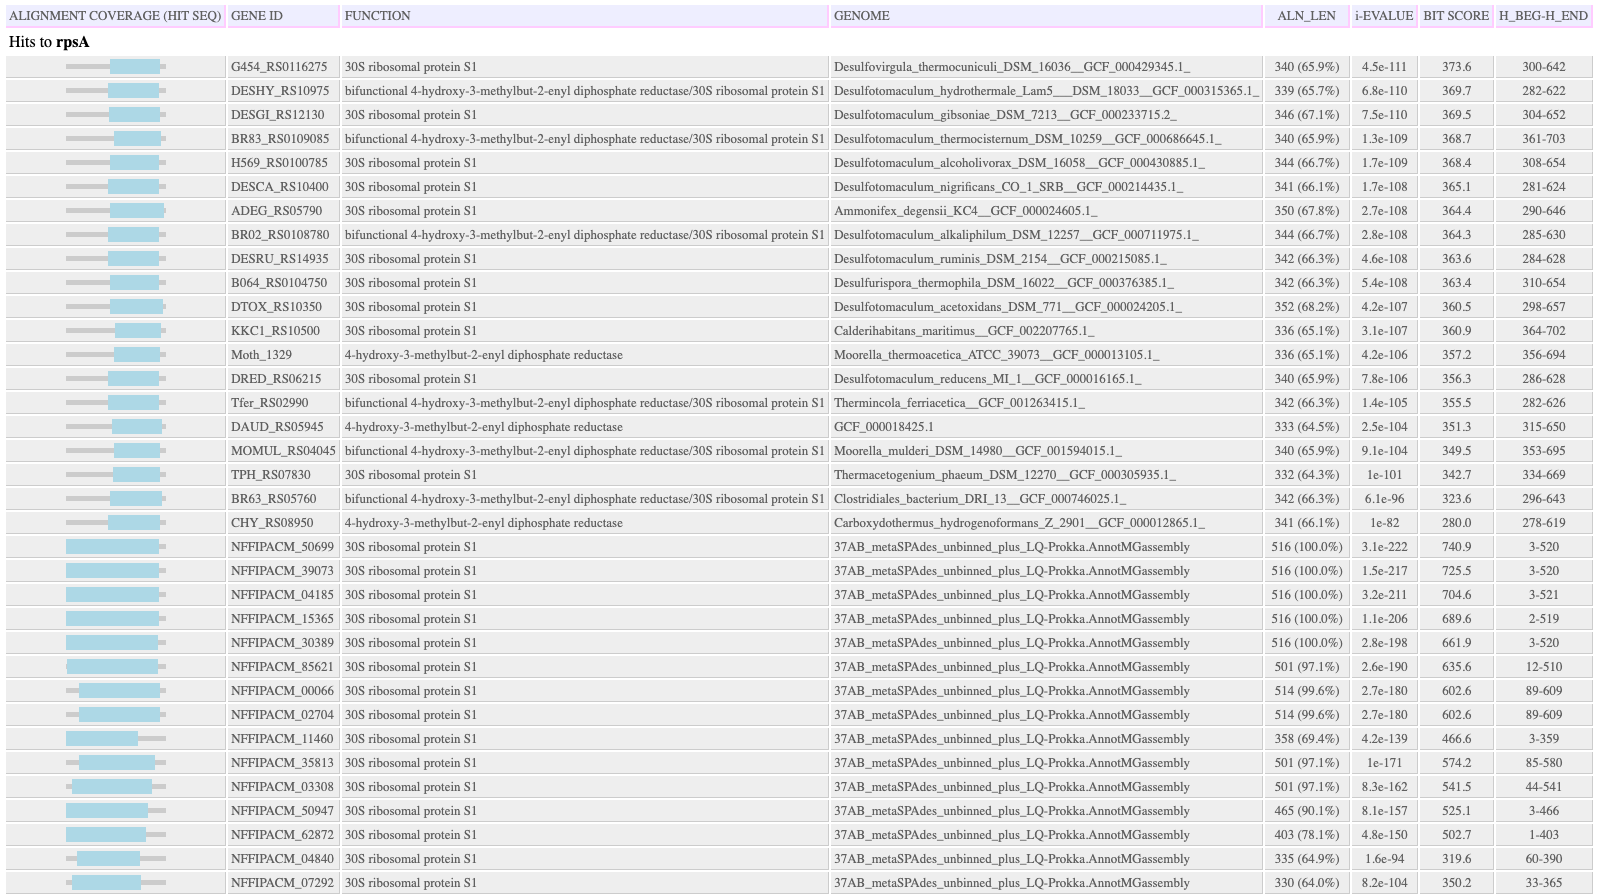 ALIGNMENT COVERAGE (HIT SEQ) GENE ID FUNCTION GENOME ALN_LEN i-EVALUE BIT SCORE H_BEG-H_END
Hits to rpsA
G454_RS0116275 30S ribosomal protein S1 Desulfovirgula_thermocuniculi_DSM_16036__GCF_000429345.1_ 340 (65.9%) 4.5e-111 373.6 300-642
DESHY_RS10975 bifunctional 4-hydroxy-3-methylbut-2-enyl diphosphate reductase/30S ribosomal protein S1 Desulfotomaculum_hydrothermale_Lam5___DSM_18033__GCF_000315365.1_ 339 (65.7%) 6.8e-110 369.7 282-622
DESGI_RS12130 30S ribosomal protein S1 Desulfotomaculum_gibsoniae_DSM_7213__GCF_000233715.2_ 346 (67.1%) 7.5e-110 369.5 304-652
BR83_RS0109085 bifunctional 4-hydroxy-3-methylbut-2-enyl diphosphate reductase/30S ribosomal protein S1 Desulfotomaculum_thermocisternum_DSM_10259__GCF_000686645.1_ 340 (65.9%) 1.3e-109 368.7 361-703
H569_RS0100785 30S ribosomal protein S1 Desulfotomaculum_alcoholivorax_DSM_16058__GCF_000430885.1_ 344 (66.7%) 1.7e-109 368.4 308-654
DESCA_RS10400 30S ribosomal protein S1 Desulfotomaculum_nigrificans_CO_1_SRB__GCF_000214435.1_ 341 (66.1%) 1.7e-108 365.1 281-624
ADEG_RS05790 30S ribosomal protein S1 Ammonifex_degensii_KC4__GCF_000024605.1_ 350 (67.8%) 2.7e-108 364.4 290-646
BR02_RS0108780 bifunctional 4-hydroxy-3-methylbut-2-enyl diphosphate reductase/30S ribosomal protein S1 Desulfotomaculum_alkaliphilum_DSM_12257__GCF_000711975.1_ 344 (66.7%) 2.8e-108 364.3 285-630
DESRU_RS14935 30S ribosomal protein S1 Desulfotomaculum_ruminis_DSM_2154__GCF_000215085.1_ 342 (66.3%) 4.6e-108 363.6 284-628
B064_RS0104750 30S ribosomal protein S1 Desulfurispora_thermophila_DSM_16022__GCF_000376385.1_ 342 (66.3%) 5.4e-108 363.4 310-654
DTOX_RS10350 30S ribosomal protein S1 Desulfotomaculum_acetoxidans_DSM_771__GCF_000024205.1_ 352 (68.2%) 4.2e-107 360.5 298-657
KKC1_RS10500 30S ribosomal protein S1 Calderihabitans_maritimus__GCF_002207765.1_ 336 (65.1%) 3.1e-107 360.9 364-702
Moth_1329 4-hydroxy-3-methylbut-2-enyl diphosphate reductase Moorella_thermoacetica_ATCC_39073__GCF_000013105.1_ 336 (65.1%) 4.2e-106 357.2 356-694
DRED_RS06215 30S ribosomal protein S1 Desulfotomaculum_reducens_MI_1__GCF_000016165.1_ 340 (65.9%) 7.8e-106 356.3 286-628
Tfer_RS02990 bifunctional 4-hydroxy-3-methylbut-2-enyl diphosphate reductase/30S ribosomal protein S1 Thermincola_ferriacetica__GCF_001263415.1_ 342 (66.3%) 1.4e-105 355.5 282-626
DAUD_RS05945 4-hydroxy-3-methylbut-2-enyl diphosphate reductase GCF_000018425.1 333 (64.5%) 2.5e-104 351.3 315-650
MOMUL_RS04045 bifunctional 4-hydroxy-3-methylbut-2-enyl diphosphate reductase/30S ribosomal protein S1 Moorella_mulderi_DSM_14980__GCF_001594015.1_ 340 (65.9%) 9.1e-104 349.5 353-695
TPH_RS07830 30S ribosomal protein S1 Thermacetogenium_phaeum_DSM_12270__GCF_000305935.1_ 332 (64.3%) 1e-101 342.7 334-669
BR63_RS05760 bifunctional 4-hydroxy-3-methylbut-2-enyl diphosphate reductase/30S ribosomal protein S1 Clostridiales_bacterium_DRI_13__GCF_000746025.1_ 342 (66.3%) 6.1e-96 323.6 296-643
CHY_RS08950 4-hydroxy-3-methylbut-2-enyl diphosphate reductase Carboxydothermus_hydrogenoformans_Z_2901__GCF_000012865.1_ 341 (66.1%) 1e-82 280.0 278-619
NFFIPACM_50699 30S ribosomal protein S1 37AB_metaSPAdes_unbinned_plus_LQ-Prokka.AnnotMGassembly 516 (100.0%) 3.1e-222 740.9 3-520
NFFIPACM_39073 30S ribosomal protein S1 37AB_metaSPAdes_unbinned_plus_LQ-Prokka.AnnotMGassembly 516 (100.0%) 1.5e-217 725.5 3-520
NFFIPACM_04185 30S ribosomal protein S1 37AB_metaSPAdes_unbinned_plus_LQ-Prokka.AnnotMGassembly 516 (100.0%) 3.2e-211 704.6 3-521
NFFIPACM_15365 30S ribosomal protein S1 37AB_metaSPAdes_unbinned_plus_LQ-Prokka.AnnotMGassembly 516 (100.0%) 1.1e-206 689.6 2-519
NFFIPACM_30389 30S ribosomal protein S1 37AB_metaSPAdes_unbinned_plus_LQ-Prokka.AnnotMGassembly 516 (100.0%) 2.8e-198 661.9 3-520
NFFIPACM_85621 30S ribosomal protein S1 37AB_metaSPAdes_unbinned_plus_LQ-Prokka.AnnotMGassembly 501 (97.1%) 2.6e-190 635.6 12-510
NFFIPACM_00066 30S ribosomal protein S1 37AB_metaSPAdes_unbinned_plus_LQ-Prokka.AnnotMGassembly 514 (99.6%) 2.7e-180 602.6 89-609
NFFIPACM_02704 30S ribosomal protein S1 37AB_metaSPAdes_unbinned_plus_LQ-Prokka.AnnotMGassembly 514 (99.6%) 2.7e-180 602.6 89-609
NFFIPACM_11460 30S ribosomal protein S1 37AB_metaSPAdes_unbinned_plus_LQ-Prokka.AnnotMGassembly 358 (69.4%) 4.2e-139 466.6 3-359
NFFIPACM_35813 30S ribosomal protein S1 37AB_metaSPAdes_unbinned_plus_LQ-Prokka.AnnotMGassembly 501 (97.1%) 1e-171 574.2 85-580
NFFIPACM_03308 30S ribosomal protein S1 37AB_metaSPAdes_unbinned_plus_LQ-Prokka.AnnotMGassembly 501 (97.1%) 8.3e-162 541.5 44-541
NFFIPACM_50947 30S ribosomal protein S1 37AB_metaSPAdes_unbinned_plus_LQ-Prokka.AnnotMGassembly 465 (90.1%) 8.1e-157 525.1 3-466
NFFIPACM_62872 30S ribosomal protein S1 37AB_metaSPAdes_unbinned_plus_LQ-Prokka.AnnotMGassembly 403 (78.1%) 4.8e-150 502.7 1-403
NFFIPACM_04840 30S ribosomal protein S1 37AB_metaSPAdes_unbinned_plus_LQ-Prokka.AnnotMGassembly 335 (64.9%) 1.6e-94 319.6 60-390
NFFIPACM_07292 30S ribosomal protein S1 37AB_metaSPAdes_unbinned_plus_LQ-Prokka.AnnotMGassembly 330 (64.0%) 8.2e-104 350.2 33-365